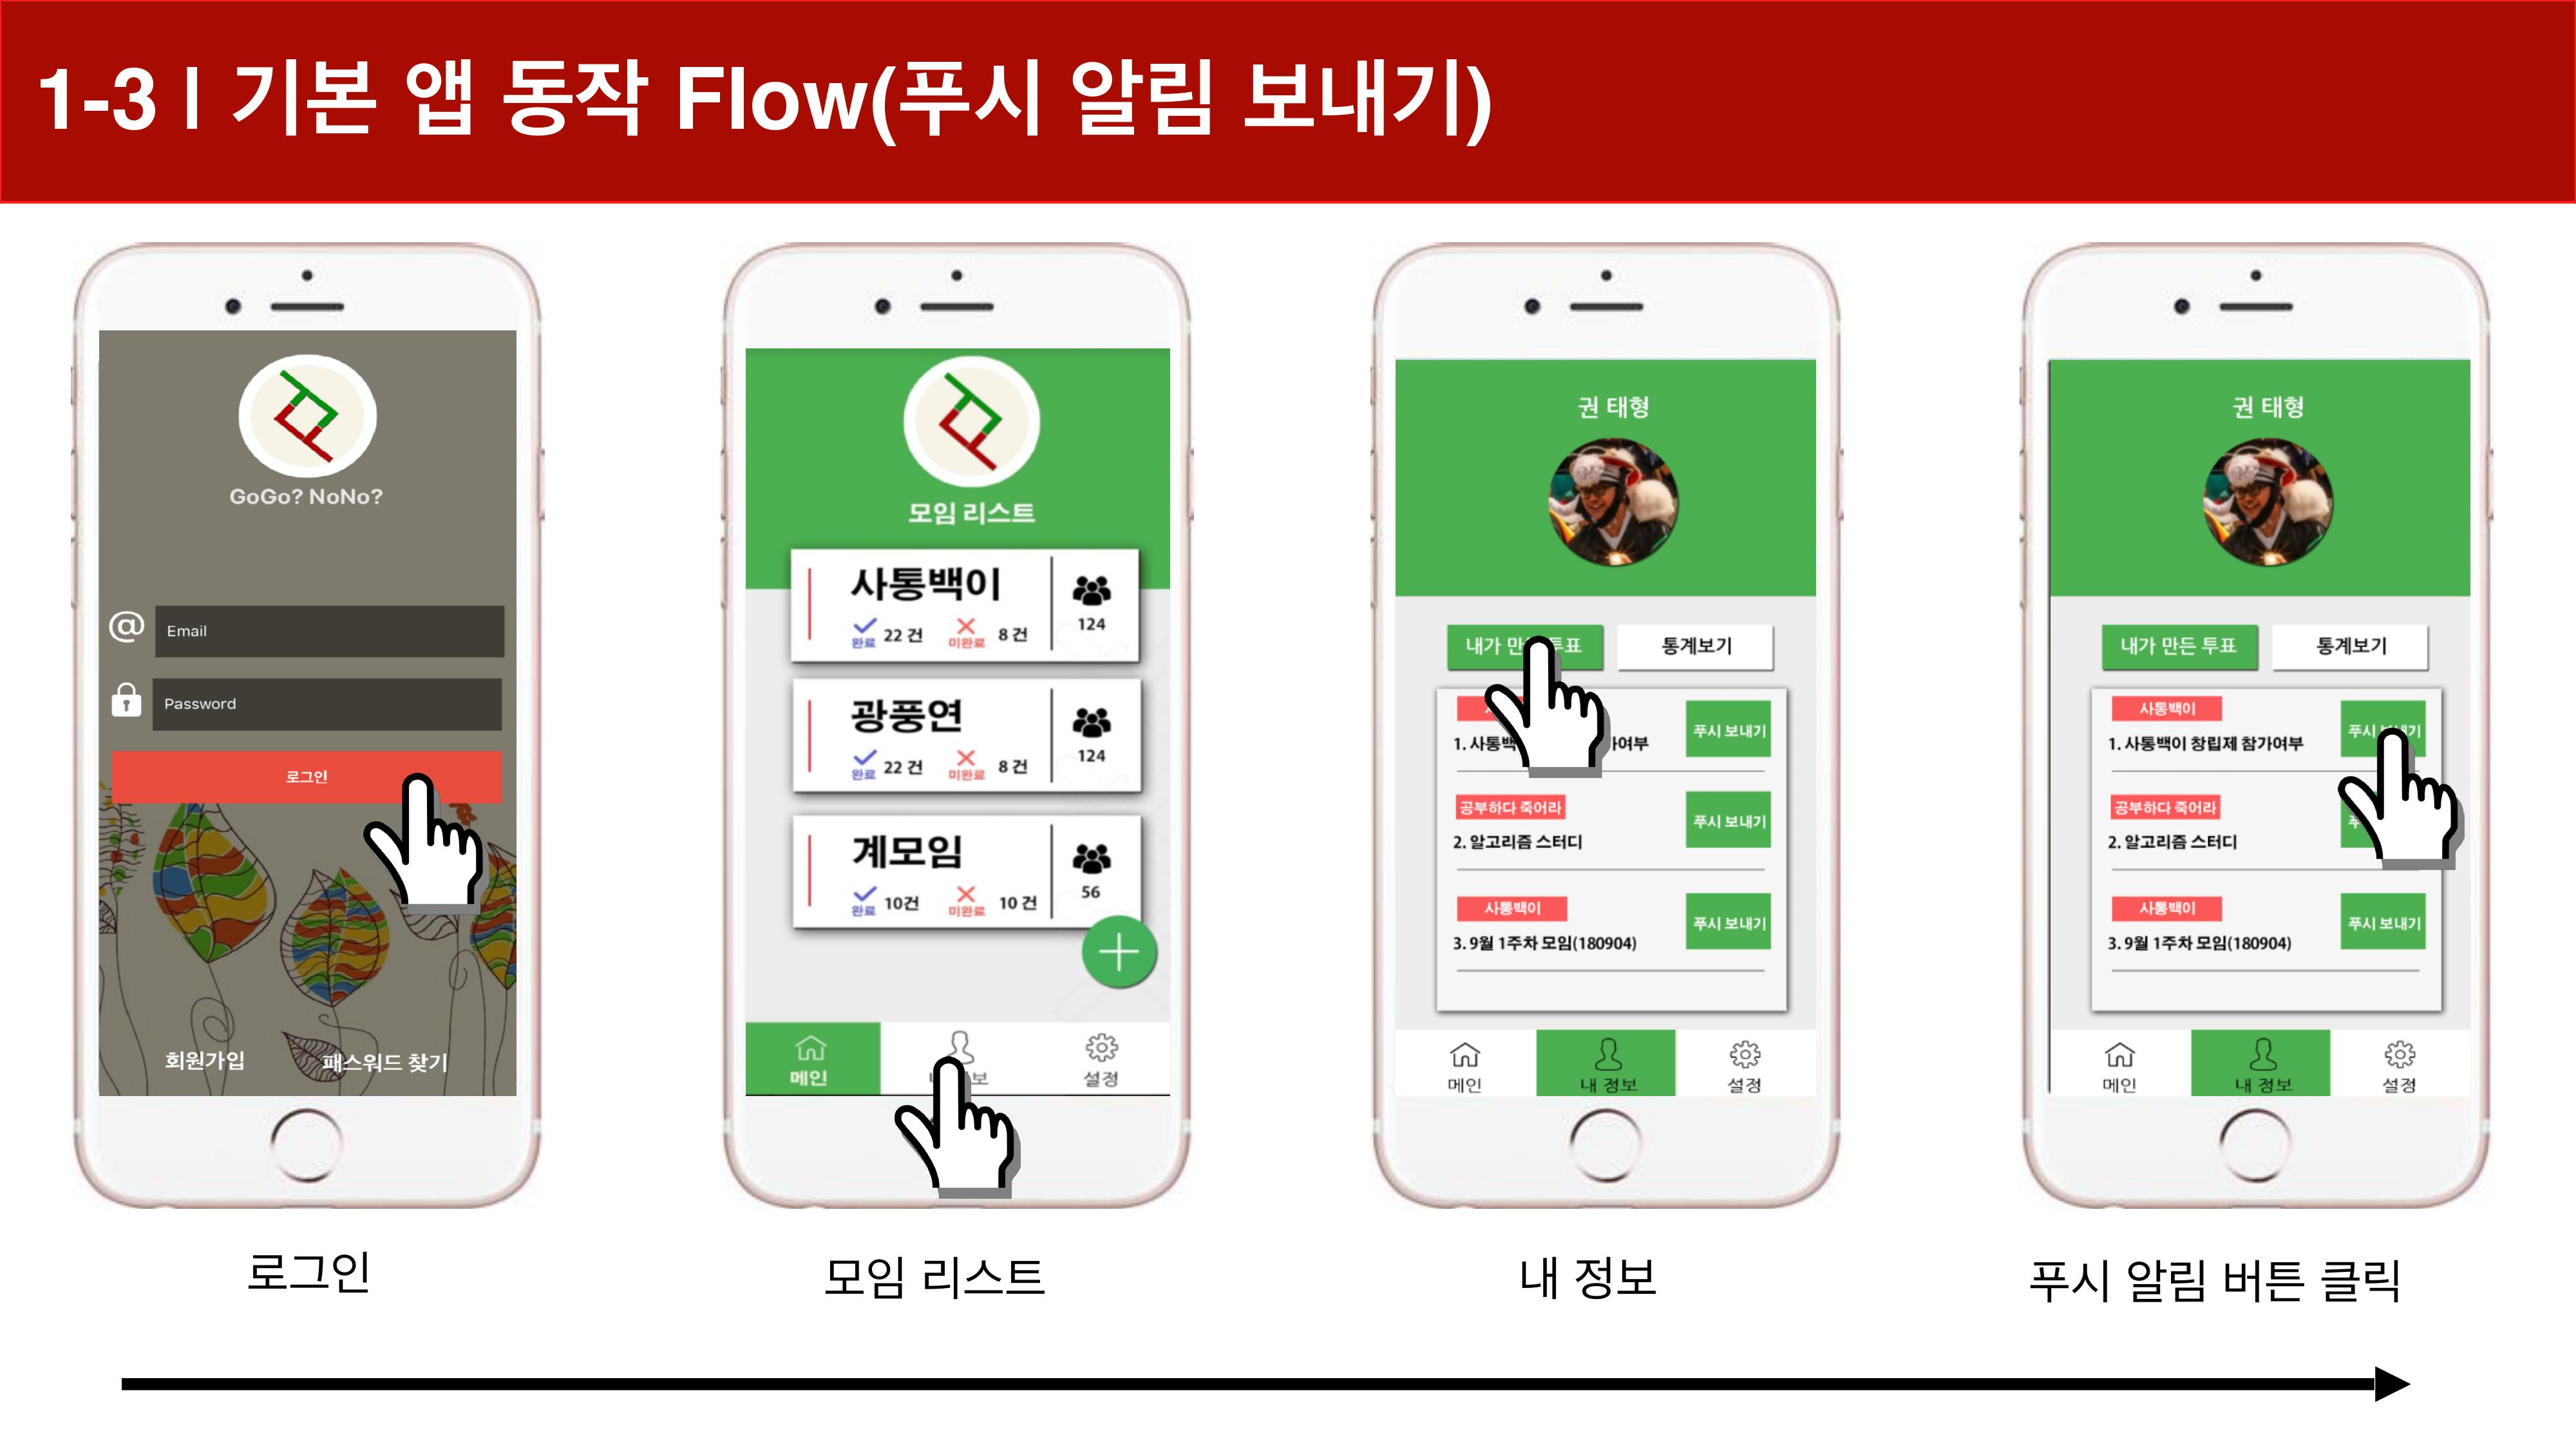 1-3 | 기본 앱 동작 Flow(푸시 알림 보내기)
GoGo? NoNo?
@
Email
Password
로그인
회원가입
패스워드 찾기
로그인
모임 리스트
사통백이
완료 22 건 미완료 8 건
124
광풍연
완료 22 건 미완료 8 건
124
계모임
완료 10건 미완료 10 건
56
메인
설정
모임 리스트
권 태형
내가 투표
통계보기
1. 사통백
푸시 보내기
공부하다 죽어라
2. 알고리즘 스터디
푸시 보내기
사통백이
3. 9월 1주차 모임(180904)
푸시 보내기
메인 내 정보 설정
내 정보
권 태형
내가 만든 투표
통계보기
사통백이
1. 사통백이 창립제 참가여부
푸시
공부하다 죽어라
2. 알고리즘 스터디
사통백이
3. 9월 1주차 모임(180904)
푸시 보내기
메인 내 정보 설정
푸시 알림 버튼 클릭